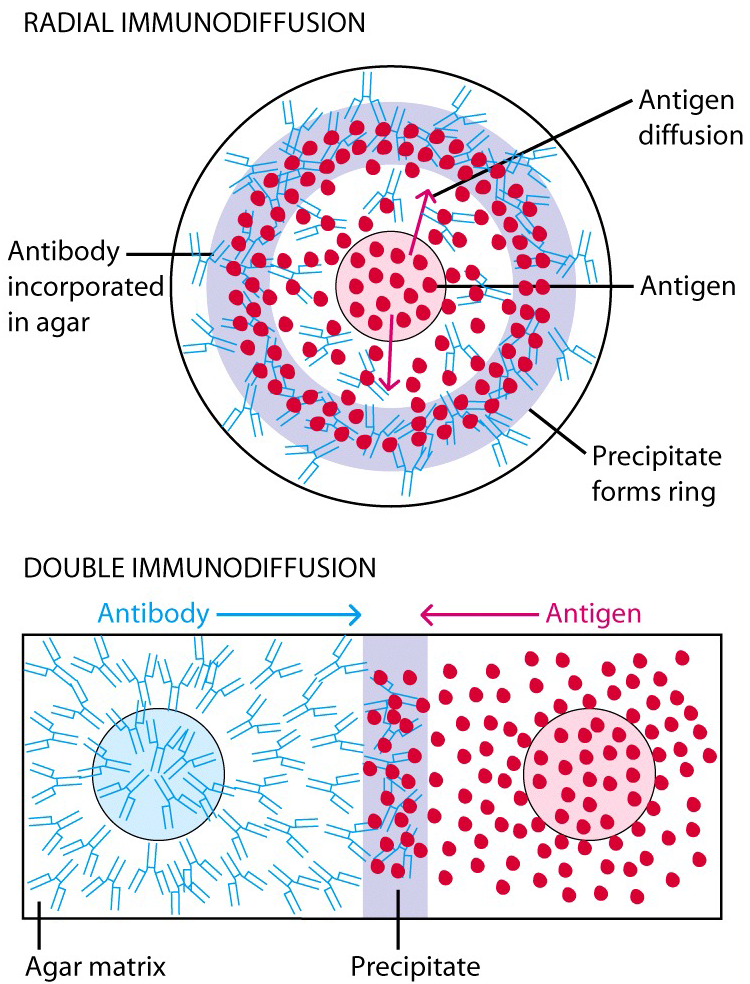 RADIAL IMMUNODIFFUSION
Antigen
diffusion
Antibody
incorporated
in agar
Antigen
Precipitate
forms ring
DOUBLE IMMUNODIFFUSION
Antibody
Antigen
Agar matrix
Precipitate